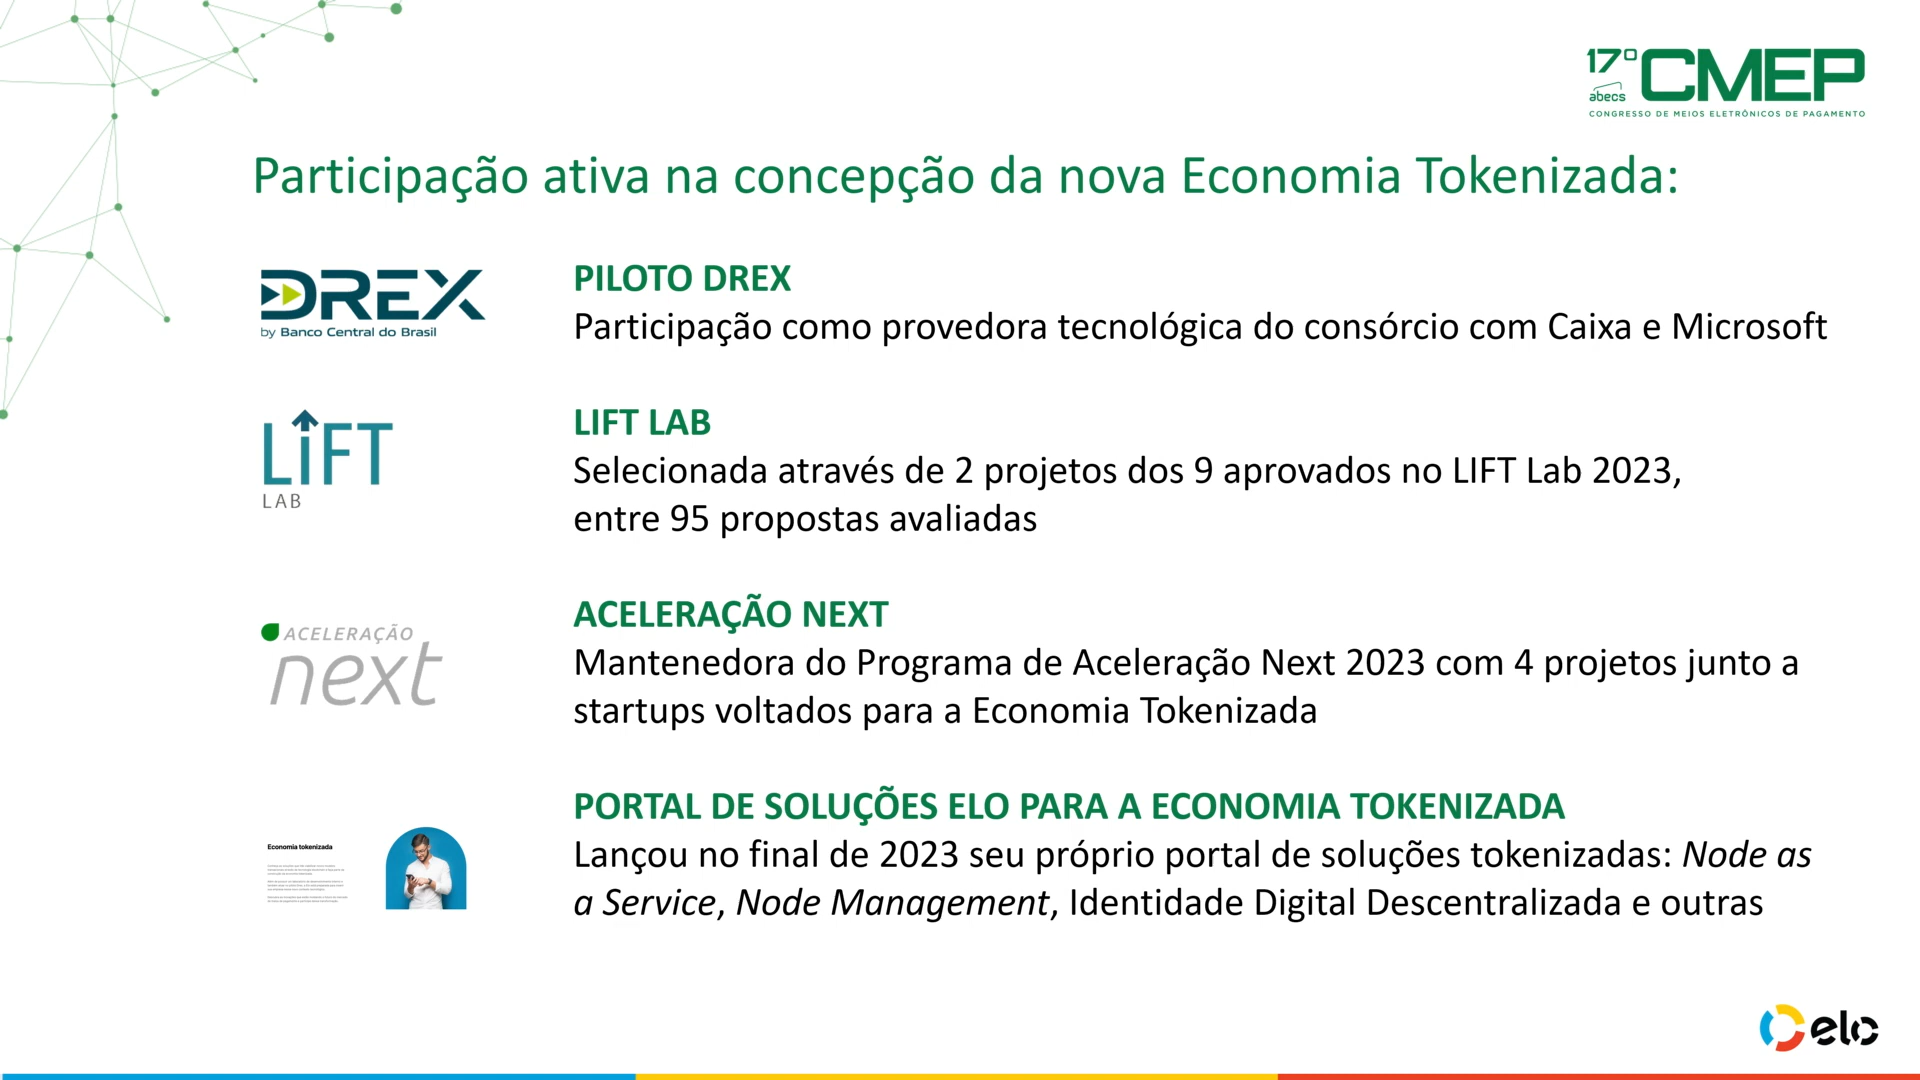 17º CMEP
abecs
CONGRESSO DE MEIOS ELETRÔNICOS DE PAGAMENTO
Participação ativa na concepção da nova Economia Tokenizada:
DREX
by Banco Central do Brasil
PILOTO DREX
Participação como provedora tecnológica do consórcio com Caixa e Microsoft
LIFT
LAB
LIFT LAB
Selecionada através de 2 projetos dos 9 aprovados no LIFT Lab 2023,
entre 95 propostas avaliadas
ACELERAÇÃO
next
ACELERAÇÃO NEXT
Mantenedora do Programa de Aceleração Next 2023 com 4 projetos junto a
startups voltados para a Economia Tokenizada
Economia tokenizada
PORTAL DE SOLUÇÕES ELO PARA A ECONOMIA TOKENIZADA
Lançou no final de 2023 seu próprio portal de soluções tokenizadas: Node as
a Service, Node Management, Identidade Digital Descentralizada e outras
elo